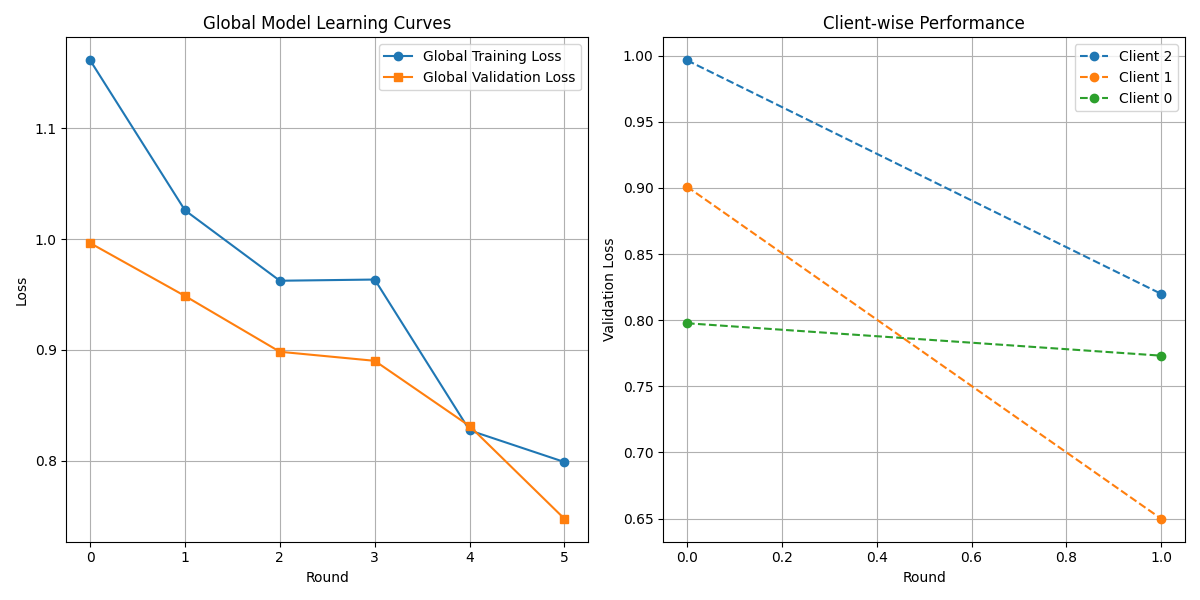 Global Model Learning Curves
Global Training Loss
Global Validation Loss
Loss
1.1
1.0
0.9
0.8
0 1 2 3 4 5
Round
Client-wise Performance
Client 2
Client 1
Client 0
Validation Loss
1.00
0.95
0.90
0.85
0.80
0.75
0.70
0.65
0.0 0.2 0.4 0.6 0.8 1.0
Round